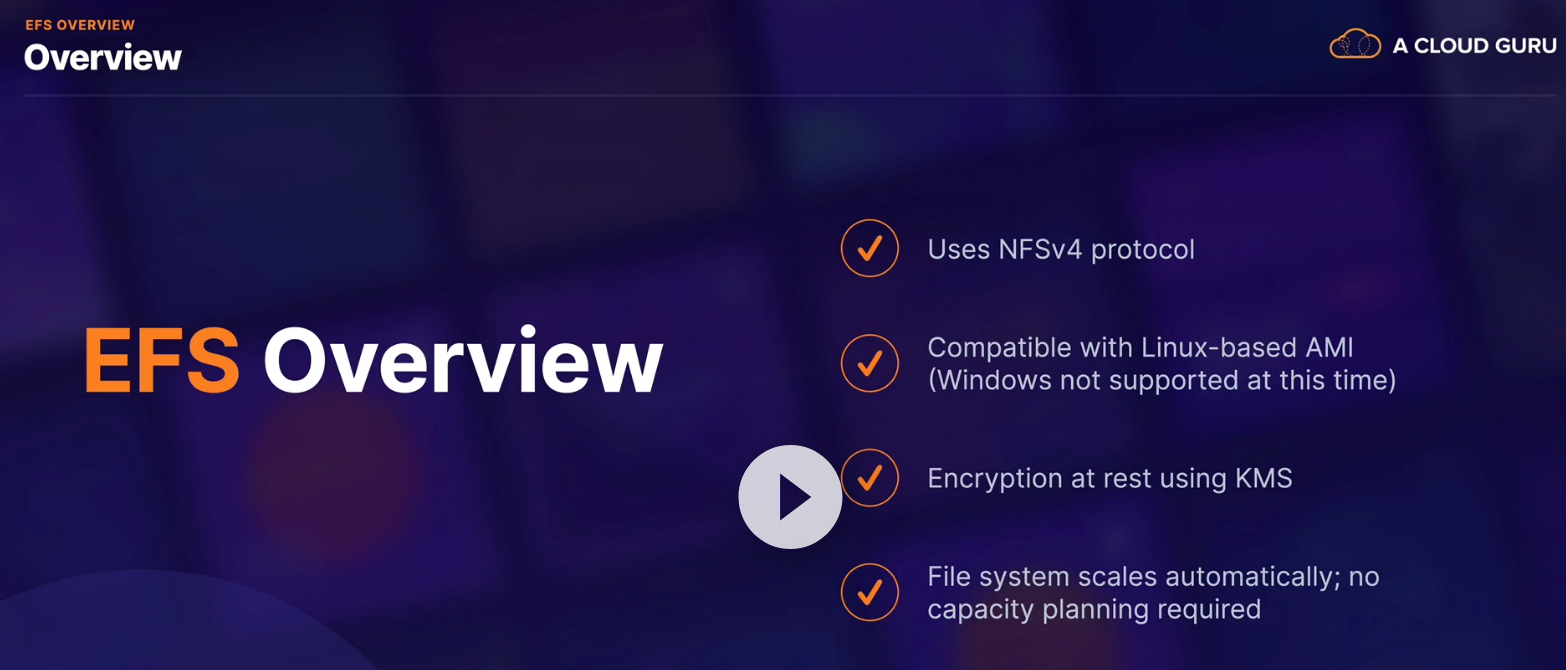 EFS OVERVIEW
Overview
A CLOUD GURU
EFS Overview
Uses NFSv4 protocol
Compatible with Linux-based AMI
(Windows not supported at this time)
Encryption at rest using KMS
File system scales automatically; no
capacity planning required